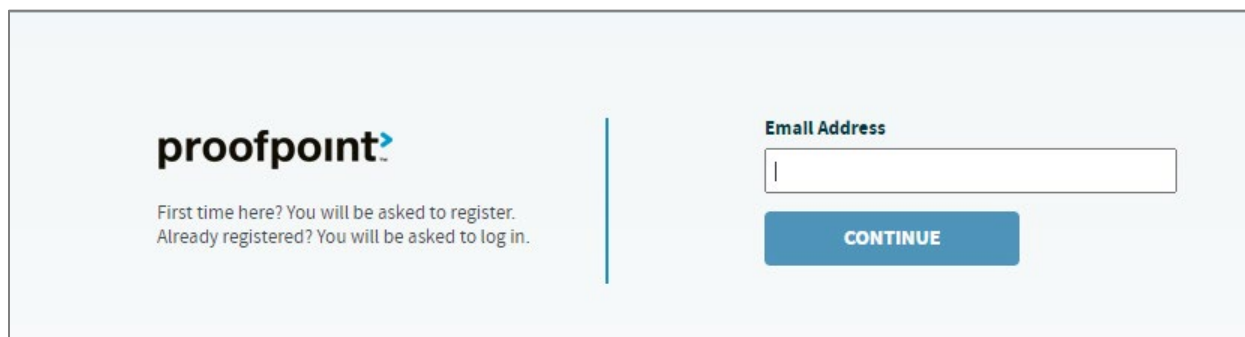 proofpoint
First time here? You will be asked to register.
Already registered? You will be asked to log in.
Email Address
CONTINUE